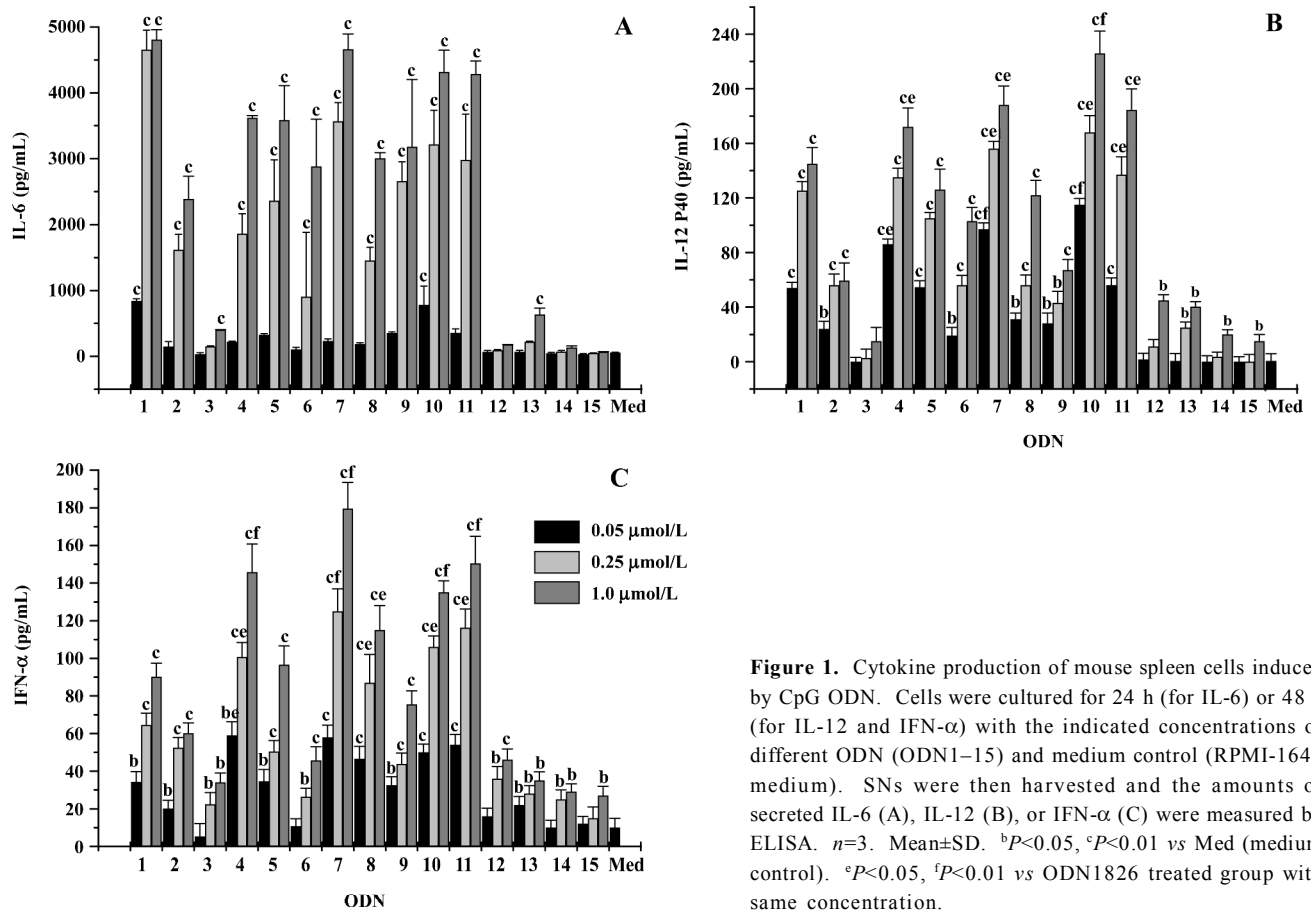 A
IL-6 (pg/mL)
5000
4000
3000
2000
1000
0
c c c c c c c c c c c c c c c c c c c c c
1 2 3 4 5 6 7 8 9 10 11 12 13 14 15 Med
B
IL-12 P40 (pg/mL)
240
200
160
120
80
40
0
c c c b c c ce ce ce c c c b c c cf ce ce b c c b c c cf ce cf c ce ce b b b b b
1 2 3 4 5 6 7 8 9 10 11 12 13 14 15 Med
ODN
C
IFN-α (pg/mL)
200
180
160
140
120
100
80
60
40
20
0
b c c b c c b b be ce cf b c c b c c cf cf c ce ce b c c c ce cf c ce cf b c b b b b b b
1 2 3 4 5 6 7 8 9 10 11 12 13 14 15 Med
ODN
0.05 µmol/L
0.25 µmol/L
1.0 µmol/L
Figure 1. Cytokine production of mouse spleen cells induce
by CpG ODN. Cells were cultured for 24 h (for IL-6) or 48
(for IL-12 and IFN-α) with the indicated concentrations o
different ODN (ODN1–15) and medium control (RPMI-164
medium). SNs were then harvested and the amounts o
secreted IL-6 (A), IL-12 (B), or IFN-α (C) were measured b
ELISA. n=3. Mean±SD. bP<0.05, cP<0.01 vs Med (medium
control). eP<0.05, fP<0.01 vs ODN1826 treated group wit
same concentration.